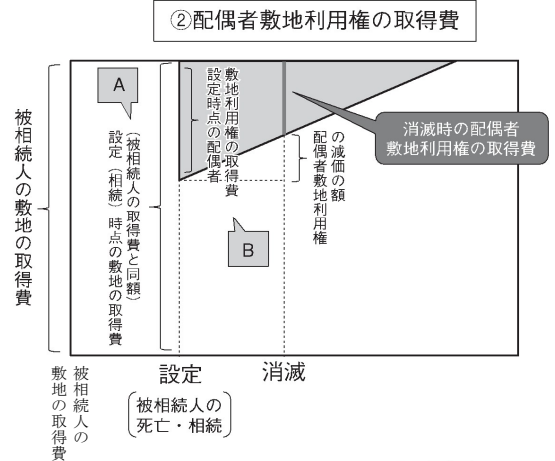 ②配偶者敷地利用権の取得費
被相続人の敷地の取得費
A
設定(相続)時点の敷地の取得費
(被相続人の取得費と同額)
設定時点の配偶者
敷地利用権の取得費
配偶者敷地利用権
の減価の額
消滅時の配偶者
敷地利用権の取得費
B
被相続人の
敷地の取得費
設定
(被相続人の
死亡・相続)
消滅